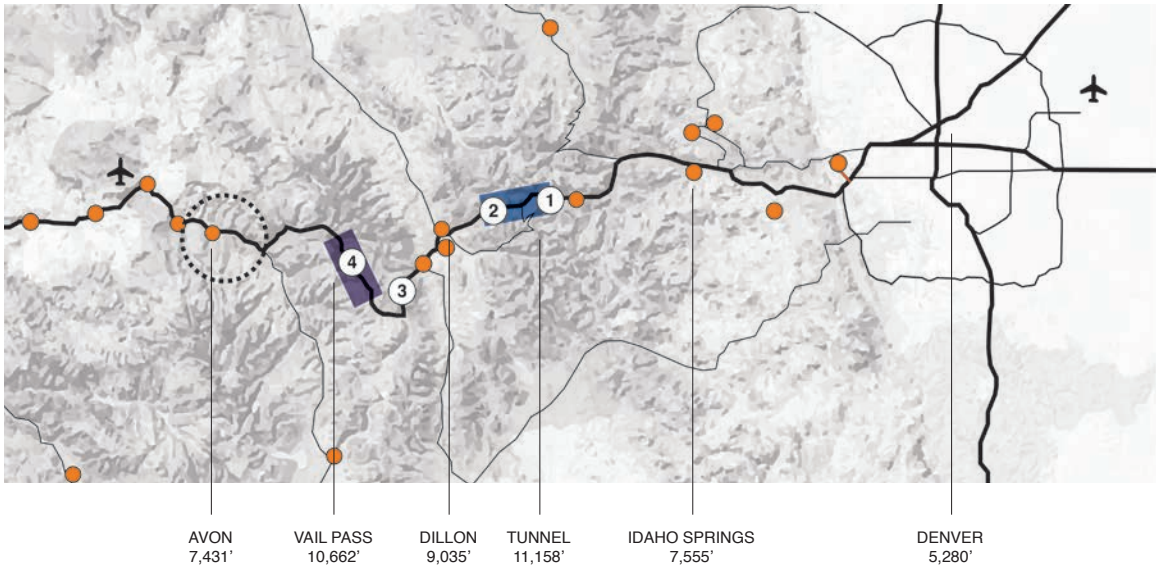 1
2
3
4
AVON
7,431’
VAIL PASS
10,662’
DILLON
9,035’
TUNNEL
11,158’
IDAHO SPRINGS
7,555’
DENVER
5,280’